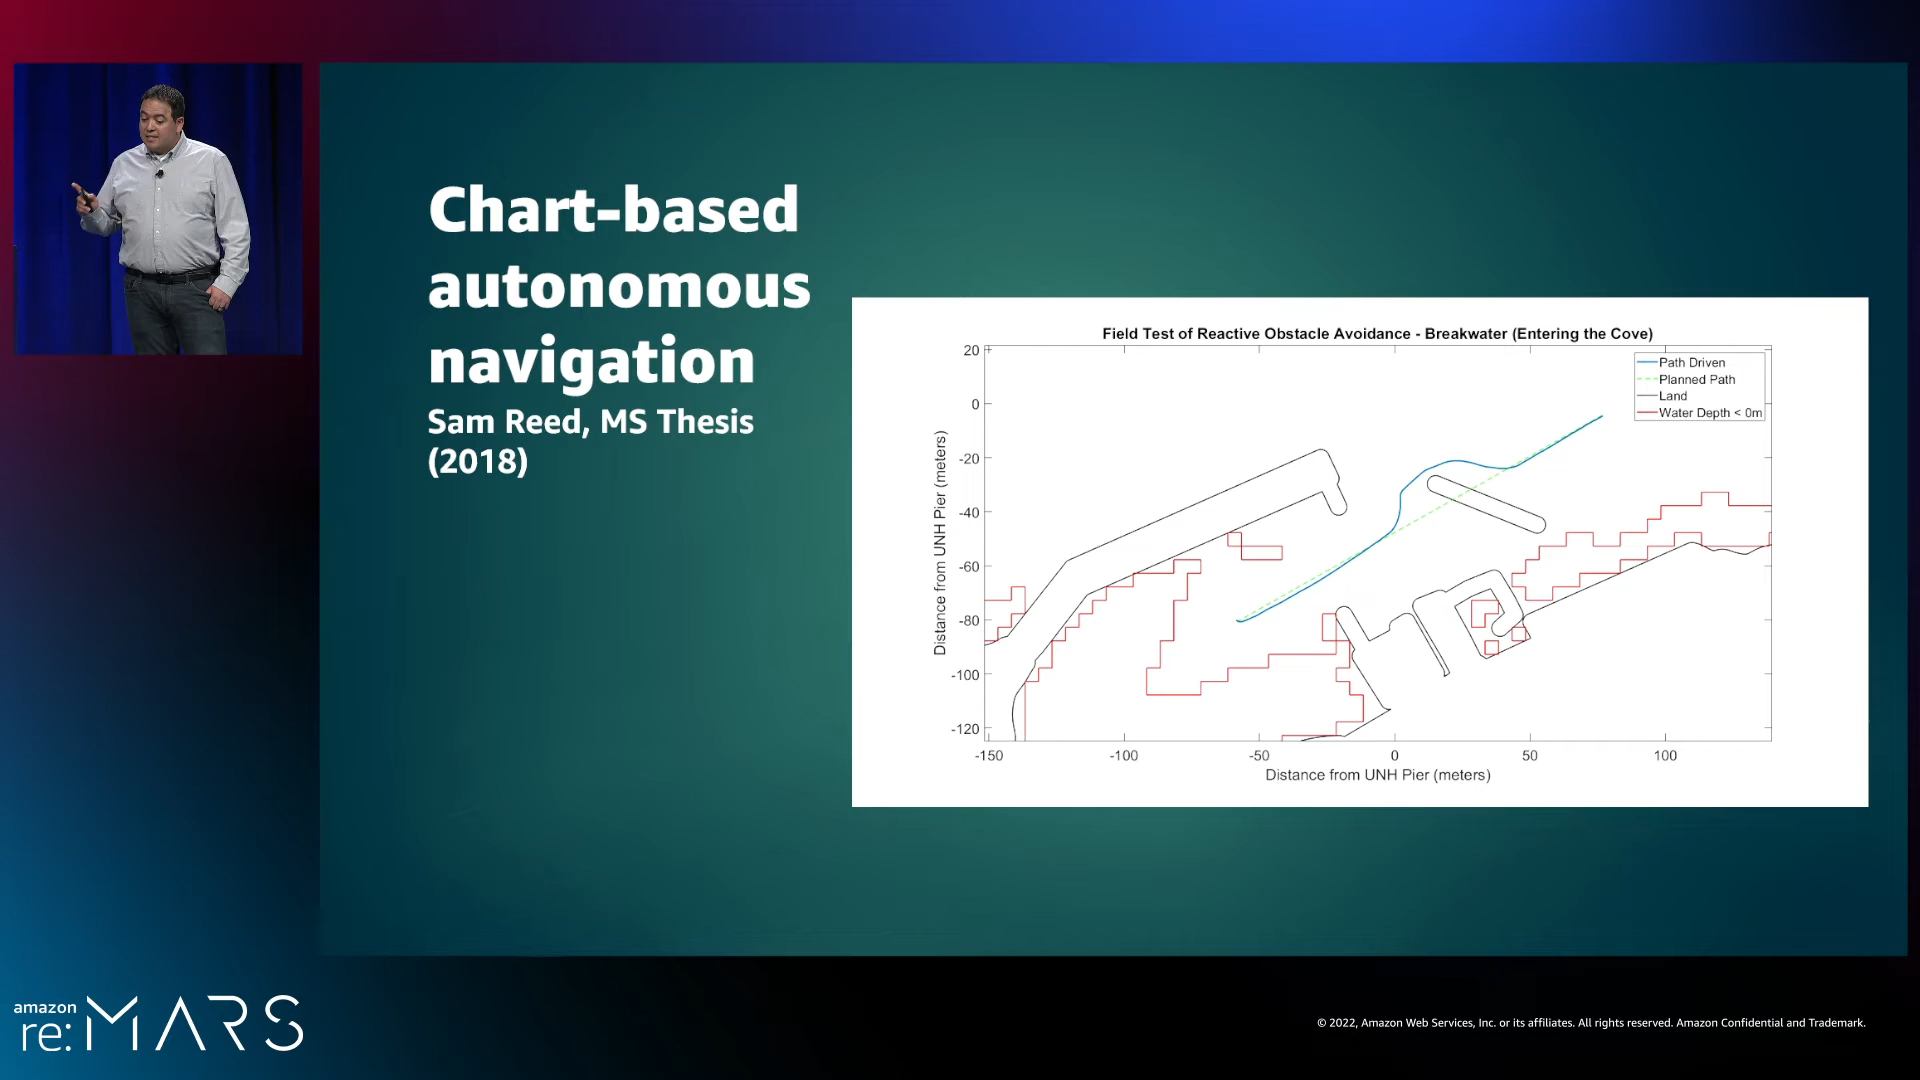 Chart-based
autonomous
navigation
Sam Reed, MS Thesis
(2018)
Field Test of Reactive Obstacle Avoidance - Breakwater (Entering the Cove)
Path Driven
Planned Path
Land
Water Depth < 0m
Distance from UNH Pier (meters)
20
0
-20
-40
-60
-80
-100
-120
-150
-100
-50
0
50
100
Distance from UNH Pier (meters)
amazon
re:MARS
© 2022, Amazon Web Services, Inc. or its affiliates. All rights reserved. Amazon Confidential and Trademark.